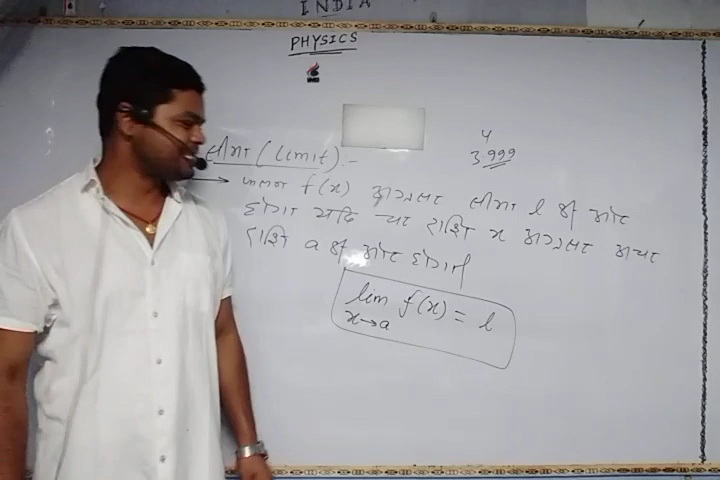 INDIA
PHYSICS
4
3.999
सीमा (Limit) -
→ फलन f(x) अग्रसर सीमा l की ओर
होगा यदि चर राशि x अग्रसर अचर
राशि a की ओर होगा।
lim f(x) = l
x→a